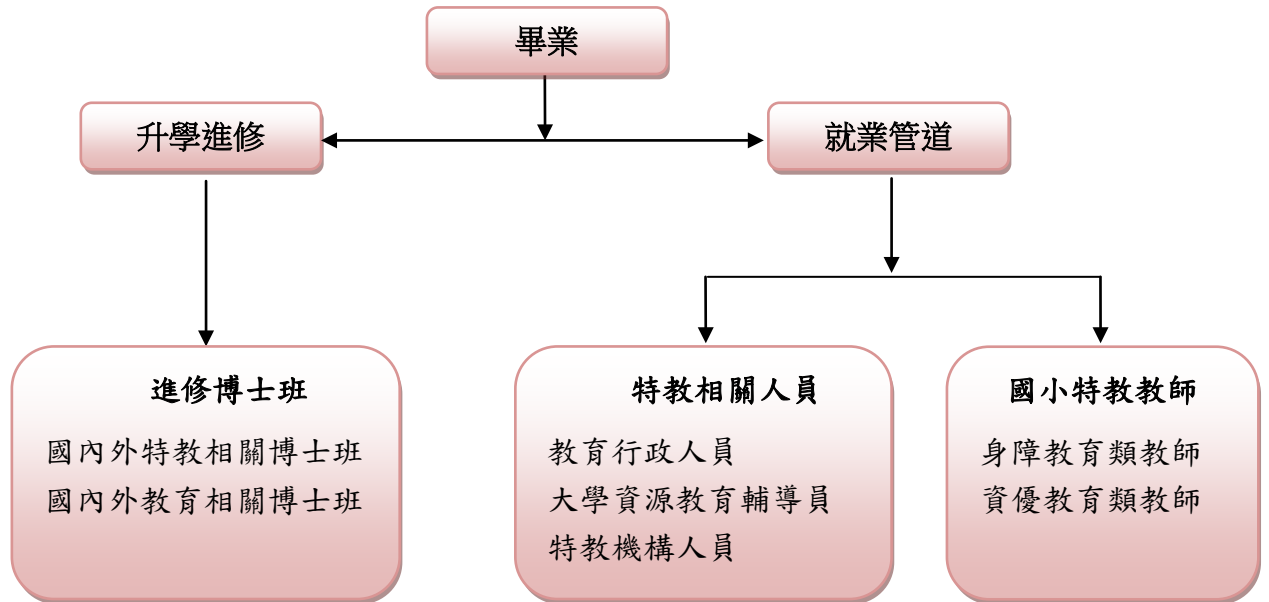 畢業
升學進修
就業管道
進修博士班
國內外特教相關博士班
國內外教育相關博士班
特教相關人員
教育行政人員
大學資源教育輔導員
特教機構人員
國小特教教師
身障教育類教師
資優教育類教師